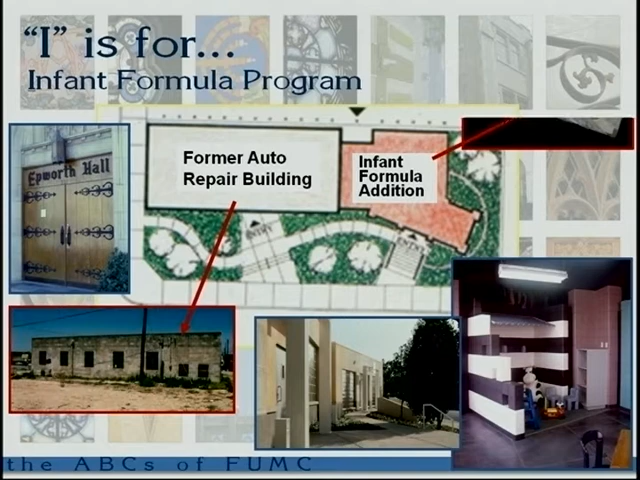 "I" is for...
Infant Formula Program
Epworth Hall
Former Auto
Repair Building
Infant
Formula
Addition
ENTRY
ENTRY
the ABCs of FUMC